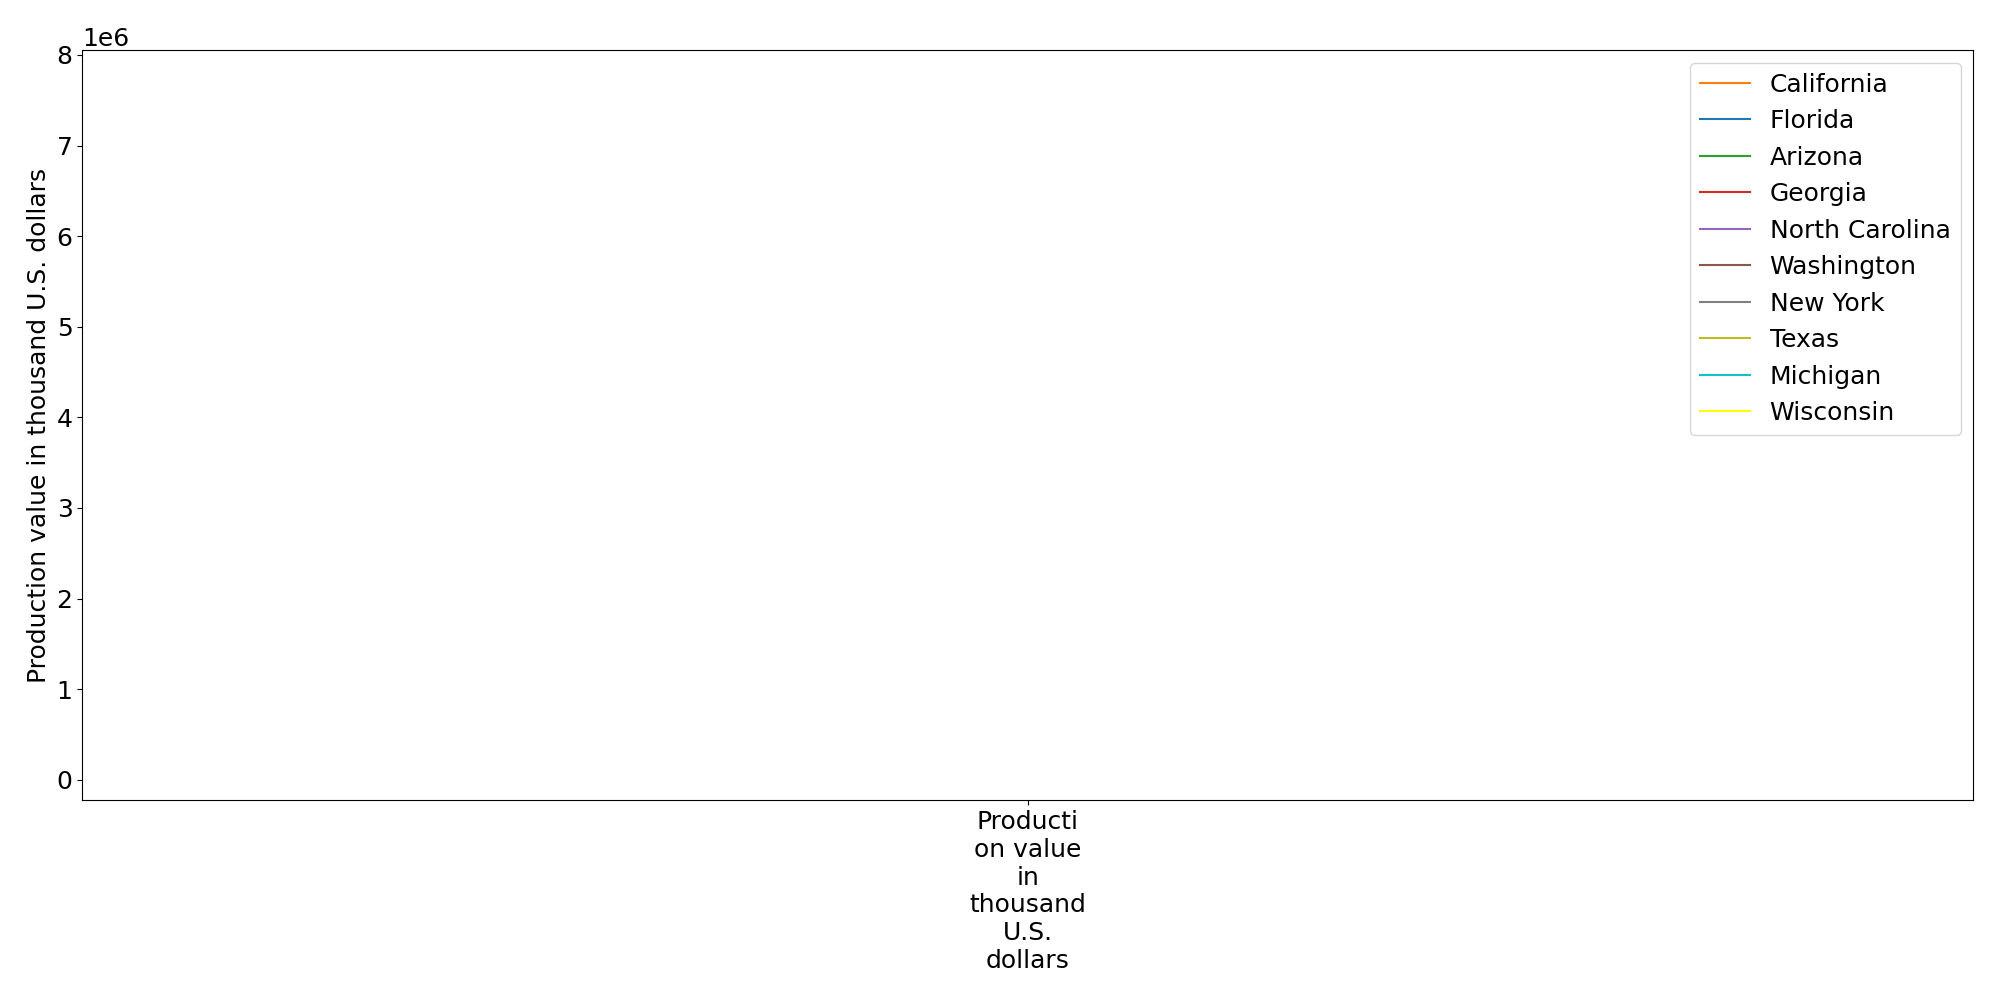 1e6
8
7
6
5
4
3
2
1
0
Production value in thousand U.S. dollars
California
Florida
Arizona
Georgia
North Carolina
Washington
New York
Texas
Michigan
Wisconsin
Producti
on value
in
thousand
U.S.
dollars